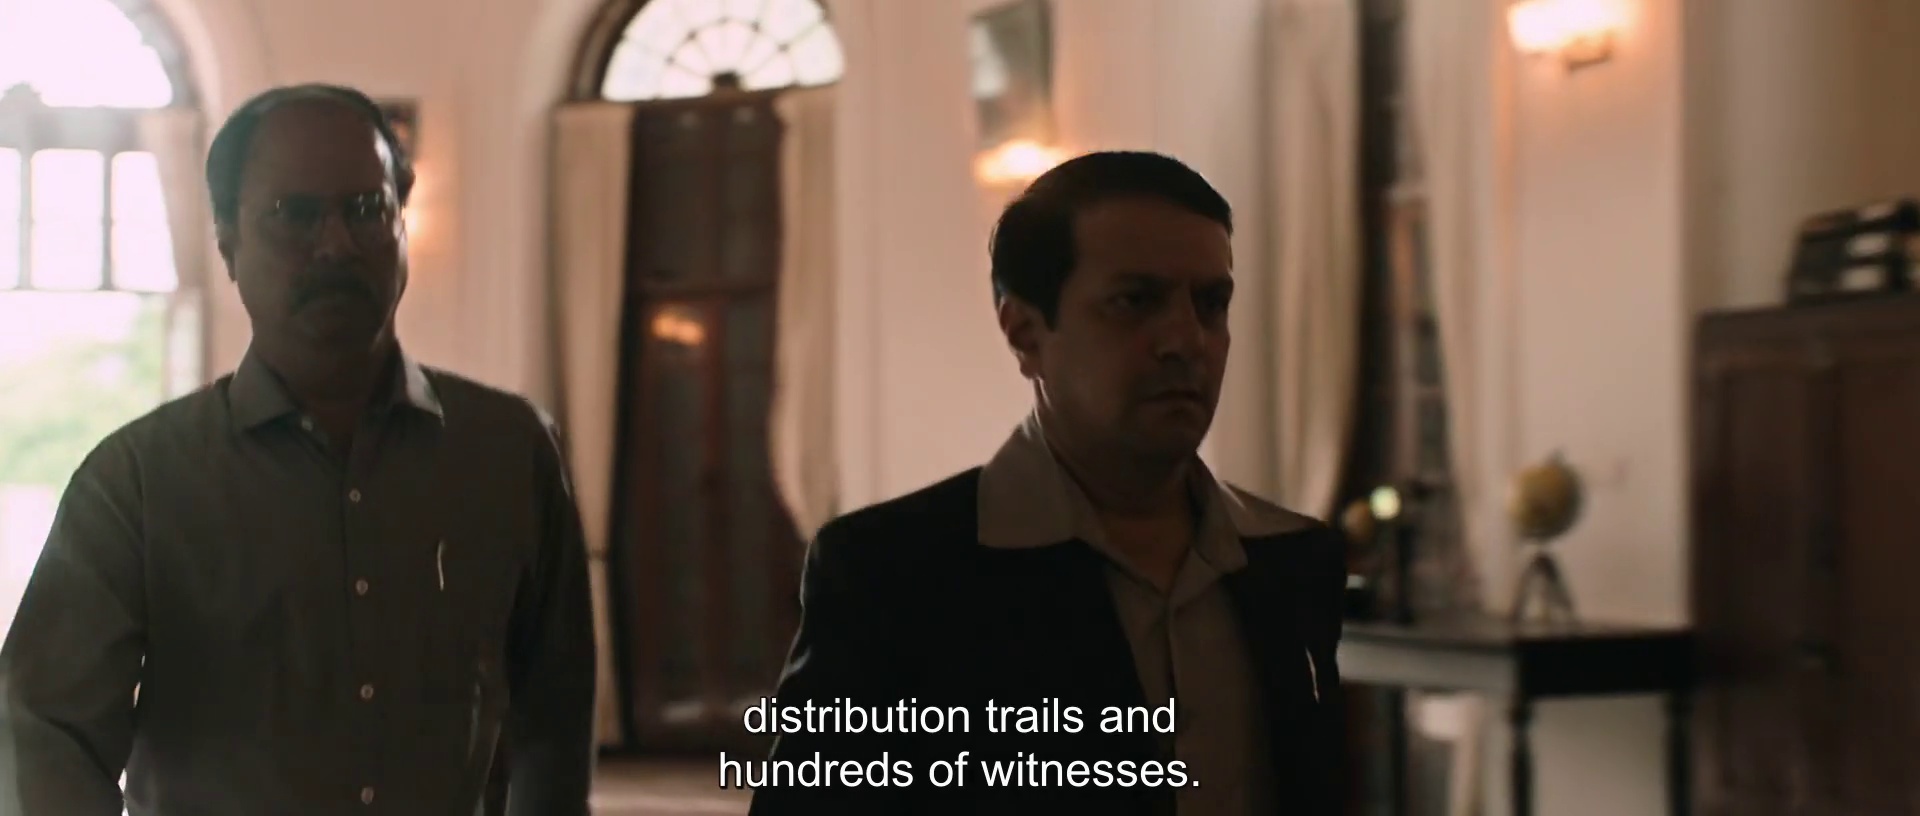 distribution trails and
hundreds of witnesses.